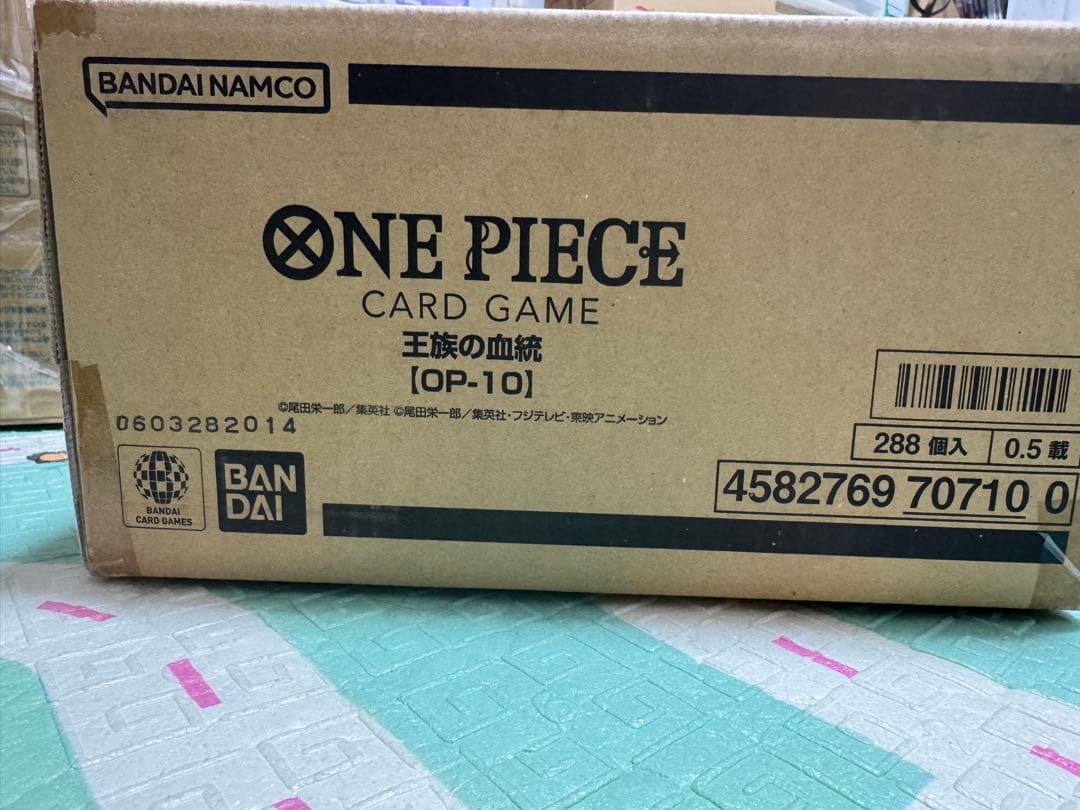 BANDAI NAMCO
ONE PIECE
CARD GAME
王族の血統
【OP-10】
©尾田栄一郎／集英社 ©尾田栄一郎／集英社・フジテレビ・東映アニメーション
0603282014
288 個入
0.5 載
4582769 70710 0
BANDAI
CARD GAMES
BAN
DAI